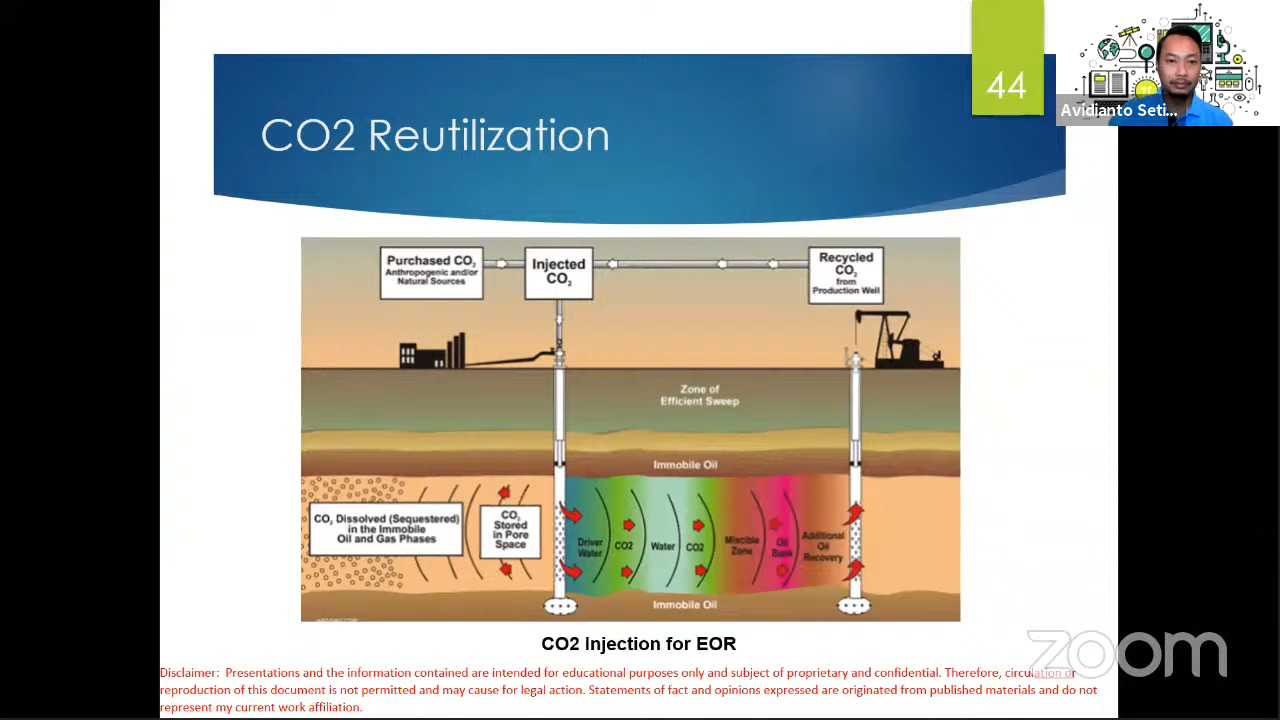 44
Avidianto Seti...
CO2 Reutilization
Purchased CO2
Anthropogenic and/or
Natural Sources
Injected
CO2
Recycled
CO2
from
Production Well
Zone of
Efficient Sweep
Immobile Oil
CO2 Dissolved (Sequestered)
in the Immobile
Oil and Gas Phases
CO2
Stored
in Pore
Space
Driver
Water
CO2
Water
CO2
Miscible
Zone
Oil
Bank
Additional
Oil
Recovery
Immobile Oil
CO2 Injection for EOR
zoom
Disclaimer: Presentations and the information contained are intended for educational purposes only and subject of proprietary and confidential. Therefore, circulation or
reproduction of this document is not permitted and may cause for legal action. Statements of fact and opinions expressed are originated from published materials and do not
represent my current work affiliation.